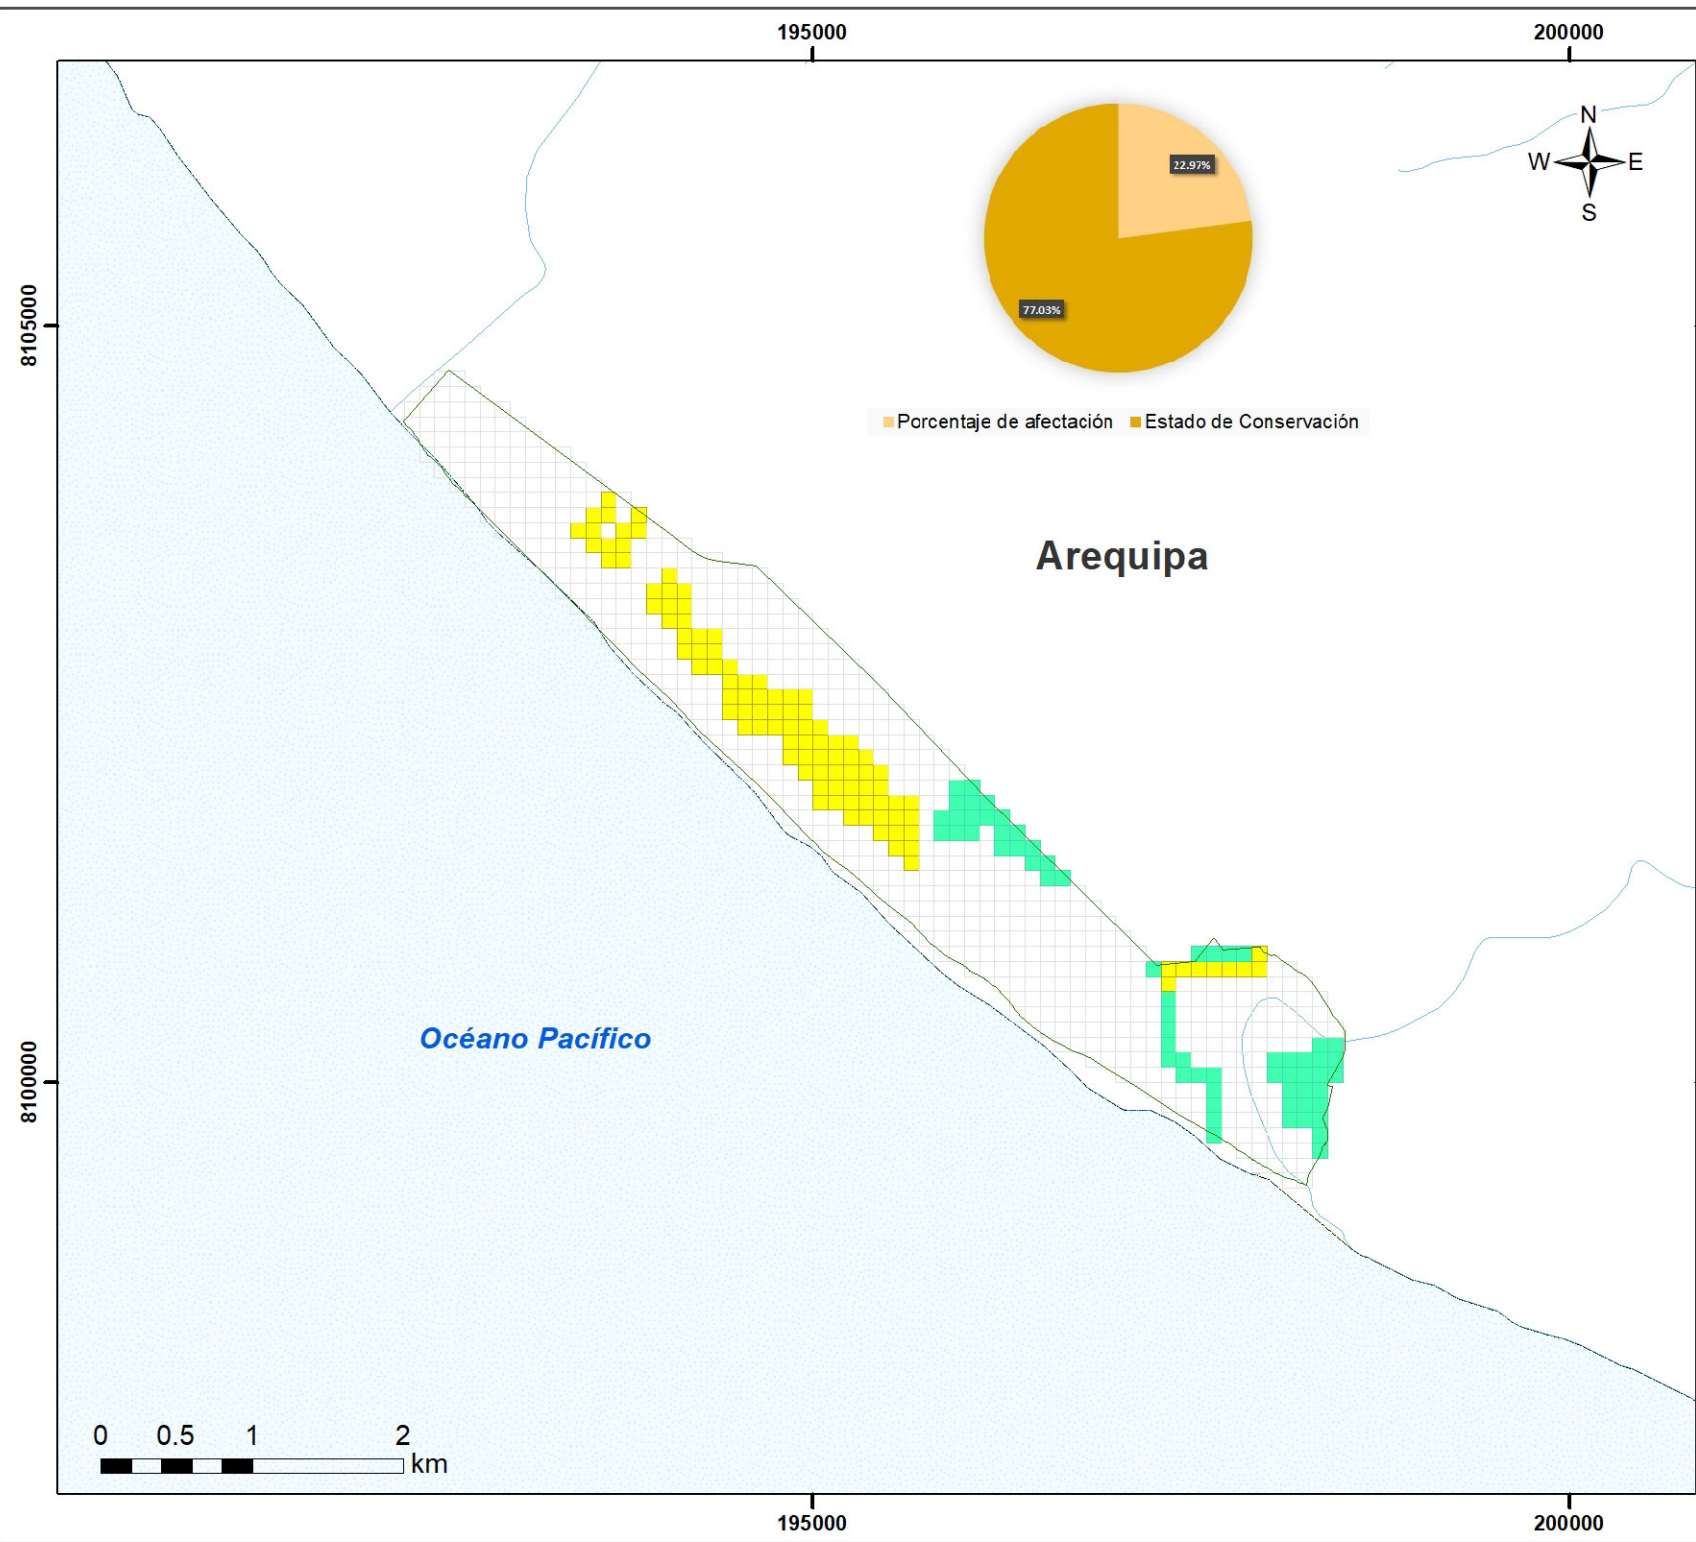 195000 200000
N
W E
S
22.97%
77.03%
8105000
Porcentaje de afectación Estado de Conservación
Arequipa
Océano Pacífico
8100000
0 0.5 1 2
km
195000 200000